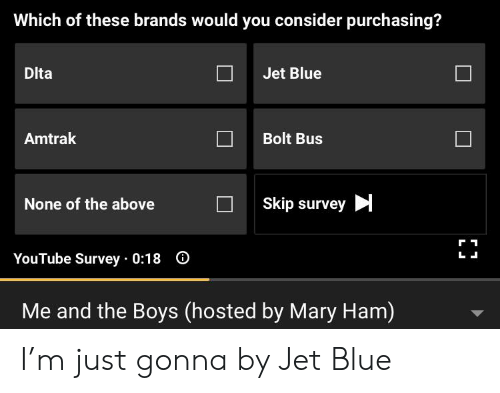 Which of these brands would you consider purchasing?
Dlta
Jet Blue
Amtrak
Bolt Bus
None of the above
Skip survey
YouTube Survey · 0:18
Me and the Boys (hosted by Mary Ham)
I'm just gonna by Jet Blue